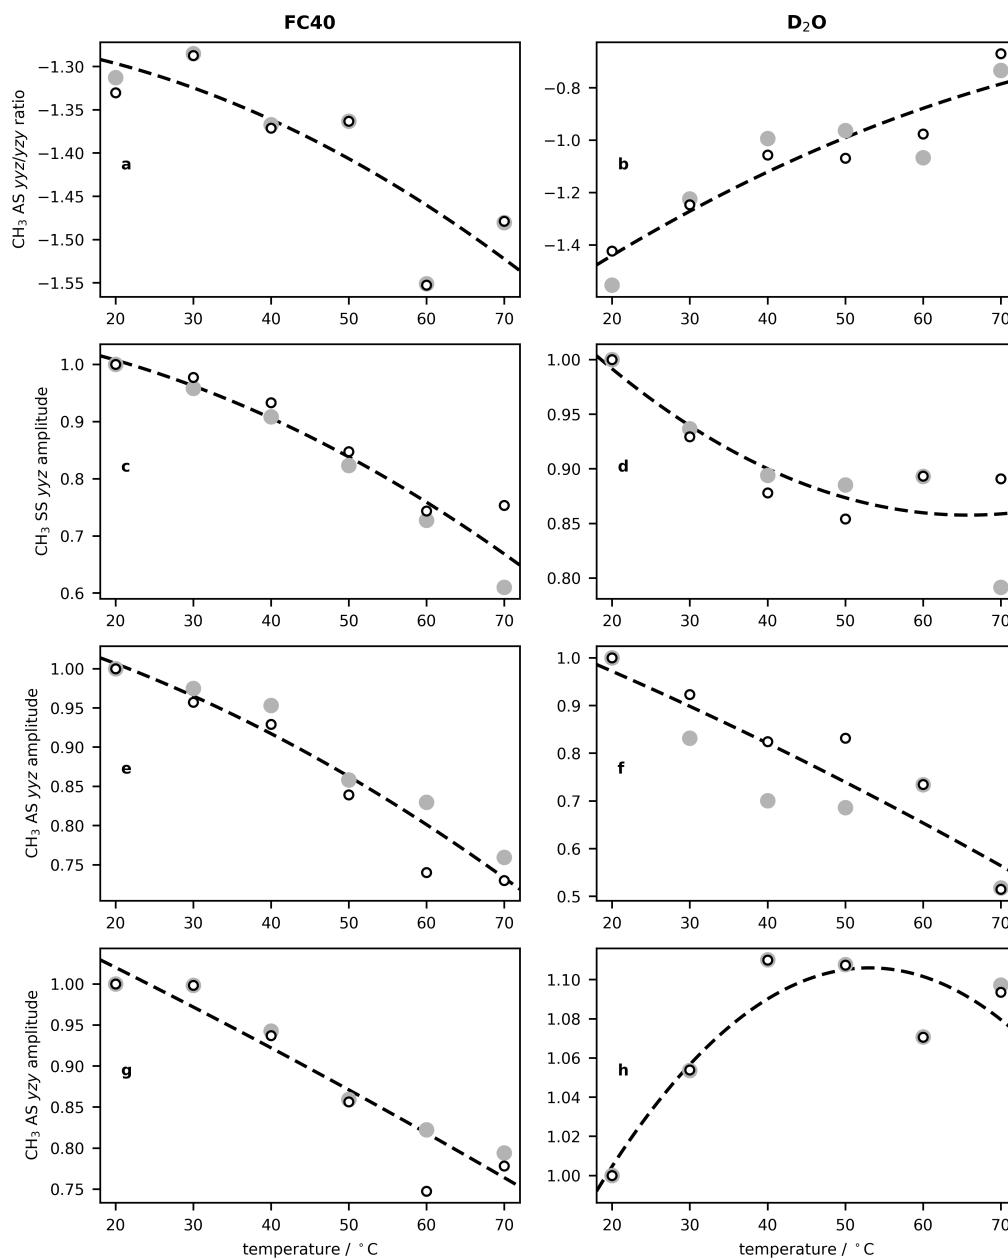 FC40
D₂O
CH₃ AS yyz/yzy ratio
−1.30
−1.35
−1.40
−1.45
−1.50
−1.55
a
20 30 40 50 60 70
−0.8
−1.0
−1.2
−1.4
b
20 30 40 50 60 70
CH₃ SS yyz amplitude
1.0
0.9
0.8
0.7
0.6
c
20 30 40 50 60 70
1.00
0.95
0.90
0.85
0.80
d
20 30 40 50 60 70
CH₃ AS yyz amplitude
1.00
0.95
0.90
0.85
0.80
0.75
e
20 30 40 50 60 70
1.0
0.9
0.8
0.7
0.6
0.5
f
20 30 40 50 60 70
CH₃ AS yzy amplitude
1.00
0.95
0.90
0.85
0.80
0.75
g
20 30 40 50 60 70
temperature / °C
1.10
1.08
1.06
1.04
1.02
1.00
h
20 30 40 50 60 70
temperature / °C